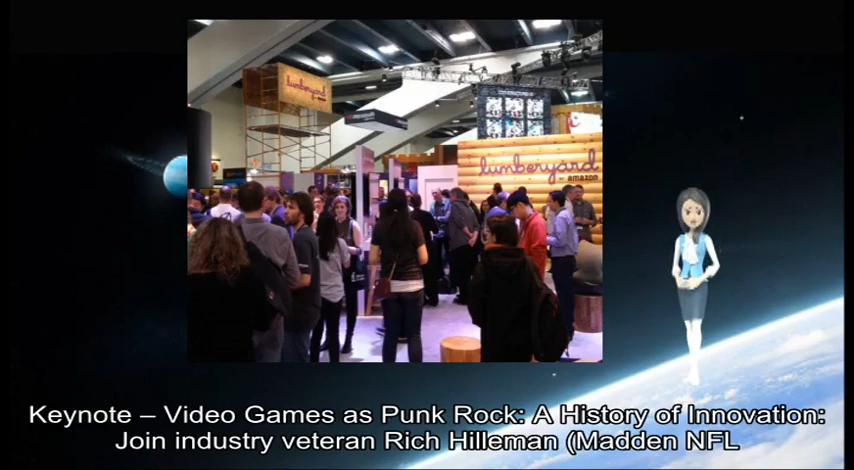 lumberyard
lumberyard
amazon
Keynote – Video Games as Punk Rock: A History of Innovation:
Join industry veteran Rich Hilleman (Madden NFL